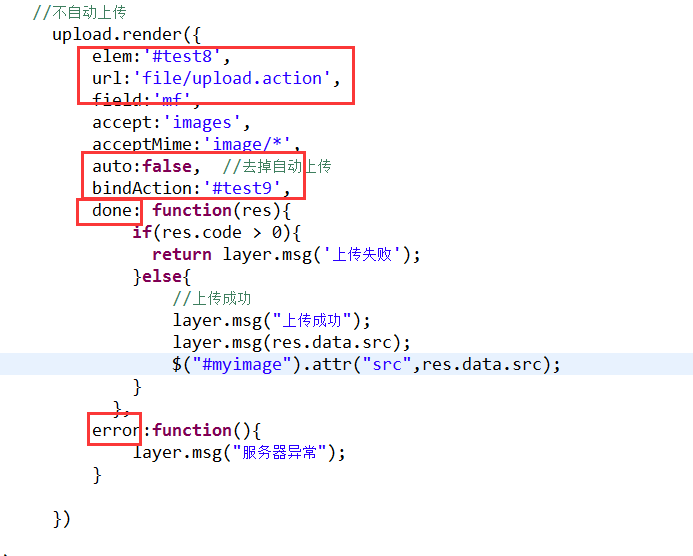 //不自动上传
upload.render({
elem:'#test8',
url:'file/upload.action',
field:'mf',
accept:'images',
acceptMime:'image/*',
auto:false, //去掉自动上传
bindAction:'#test9',
done: function(res){
if(res.code > 0){
return layer.msg('上传失败');
}else{
//上传成功
layer.msg("上传成功");
layer.msg(res.data.src);
$("#myimage").attr("src",res.data.src);
}
},
error:function(){
layer.msg("服务器异常");
}
})